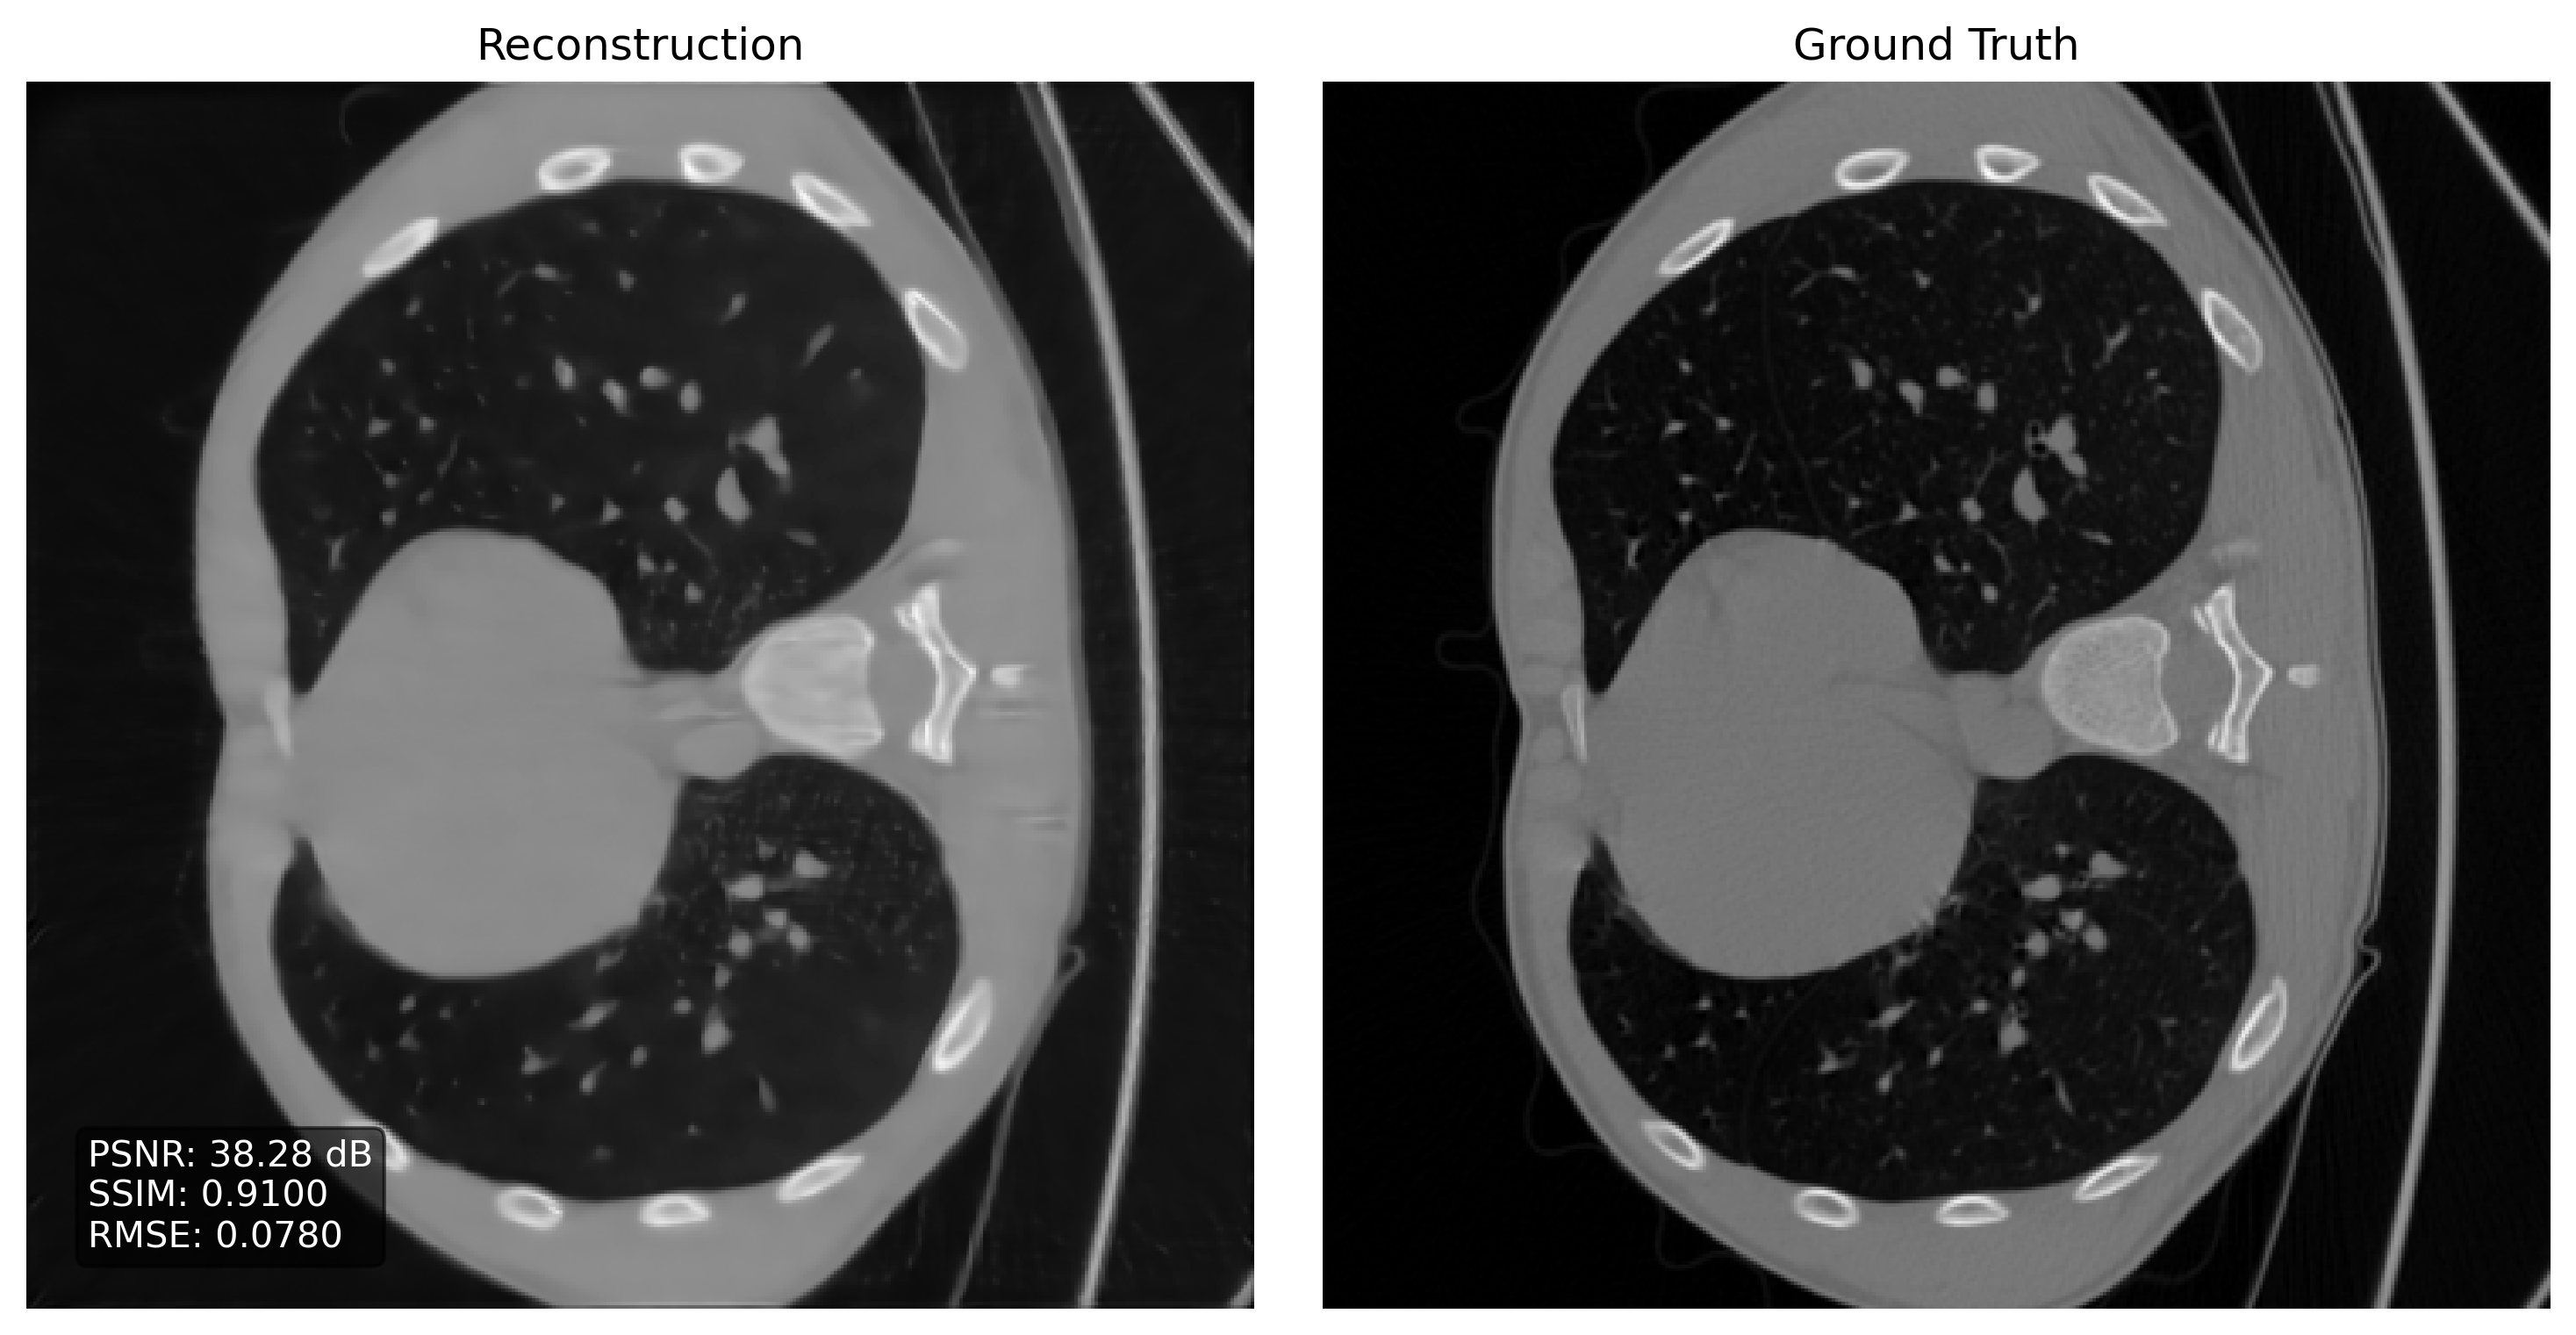 Reconstruction
Ground Truth
PSNR: 38.28 dB
SSIM: 0.9100
RMSE: 0.0780